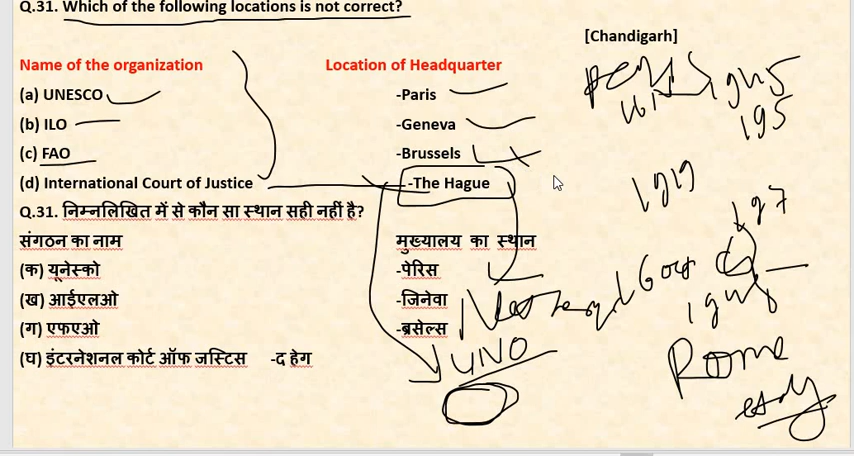 Q.31. Which of the following locations is not correct?
[Chandigarh]
Name of the organization Location of Headquarter
(a) UNESCO -Paris
(b) ILO -Geneva
(c) FAO -Brussels
(d) International Court of Justice -The Hague
1919
Q.31. निम्नलिखित में से कौन सा स्थान सही नहीं है?
संगठन का नाम मुख्यालय का स्थान
(क) यूनेस्को -पेरिस
(ख) आईएलओ -जिनेवा
(ग) एफएओ -ब्रसेल्स
(घ) इंटरनेशनल कोर्ट ऑफ जस्टिस -द हेग
UNO
Rome